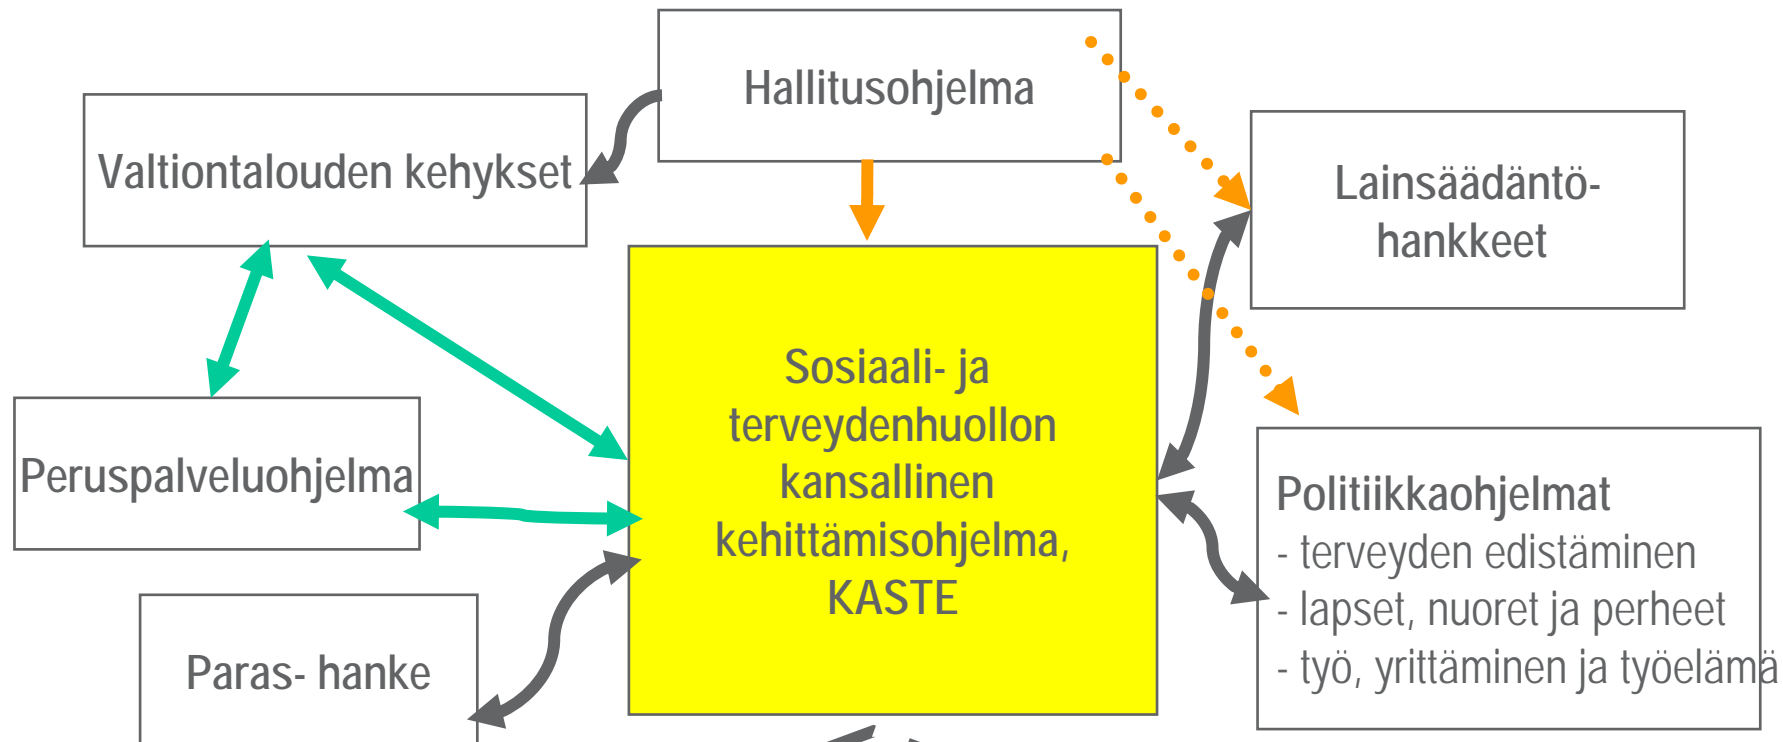 Hallitusohjelma
Valtiontalouden kehykset
Lainsäädäntö-
hankkeet
Sosiaali- ja
terveydenhuollon
kansallinen
kehittämisohjelma,
KASTE
Peruspalveluohjelma
Politiikkaohjelmat
- terveyden edistäminen
- lapset, nuoret ja perheet
- työ, yrittäminen ja työelämä
Paras- hanke